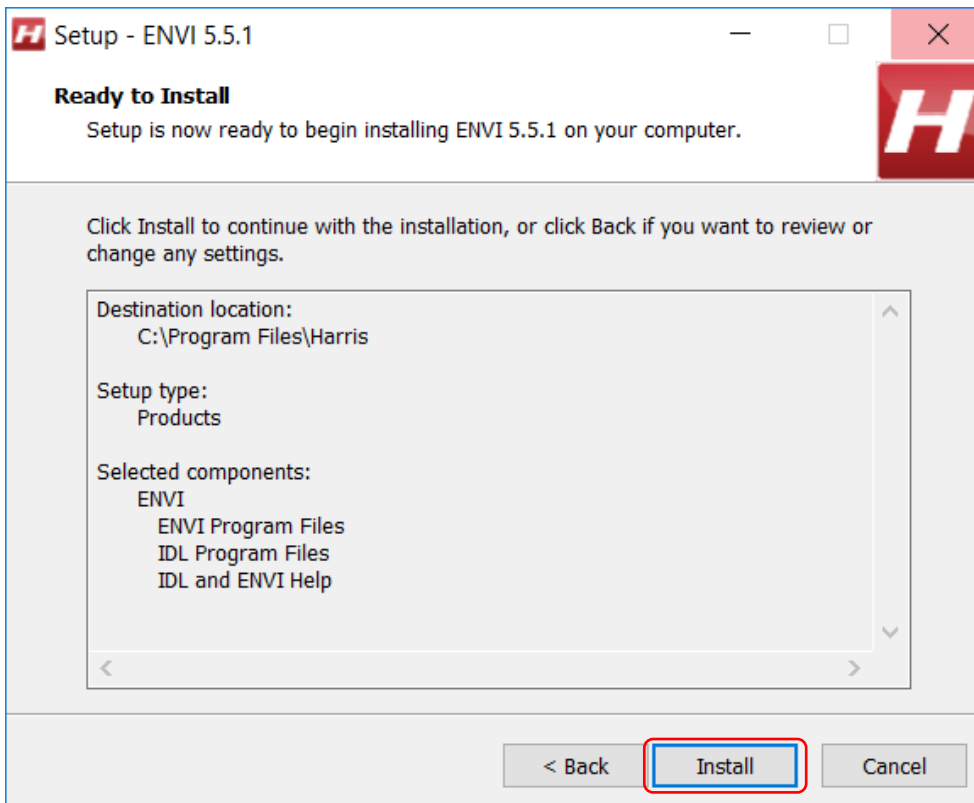 H Setup - ENVI 5.5.1
Ready to Install
Setup is now ready to begin installing ENVI 5.5.1 on your computer.
H
Click Install to continue with the installation, or click Back if you want to review or
change any settings.
Destination location:
C:\Program Files\Harris
Setup type:
Products
Selected components:
ENVI
ENVI Program Files
IDL Program Files
IDL and ENVI Help
< Back Install Cancel